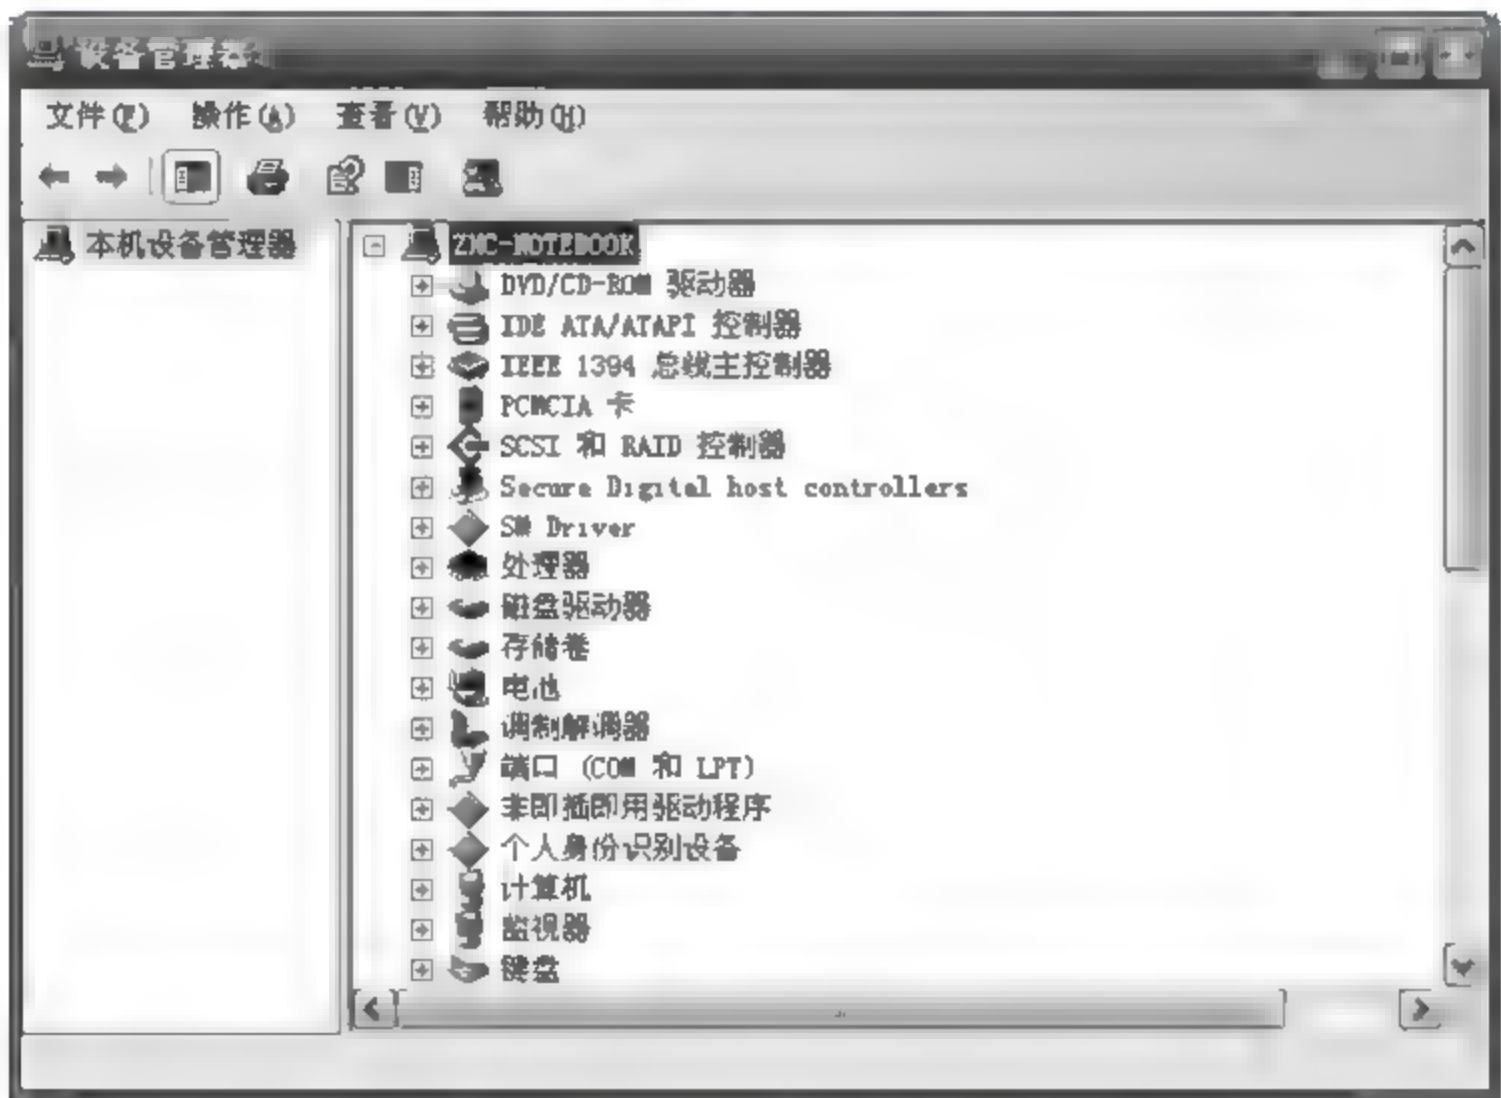 设备管理器
文件(F) 操作(A) 查看(V) 帮助(H)
本机设备管理器
ZMC-NOTEBOOK
DVD/CD-ROM 驱动器
IDE ATA/ATAPI 控制器
IEEE 1394 总线主控制器
PCMCIA 卡
SCSI 和 RAID 控制器
Secure Digital host controllers
SM Driver
处理器
磁盘驱动器
存储卷
电池
调制解调器
端口 (COM 和 LPT)
非即插即用驱动程序
个人身份识别设备
计算机
监视器
键盘